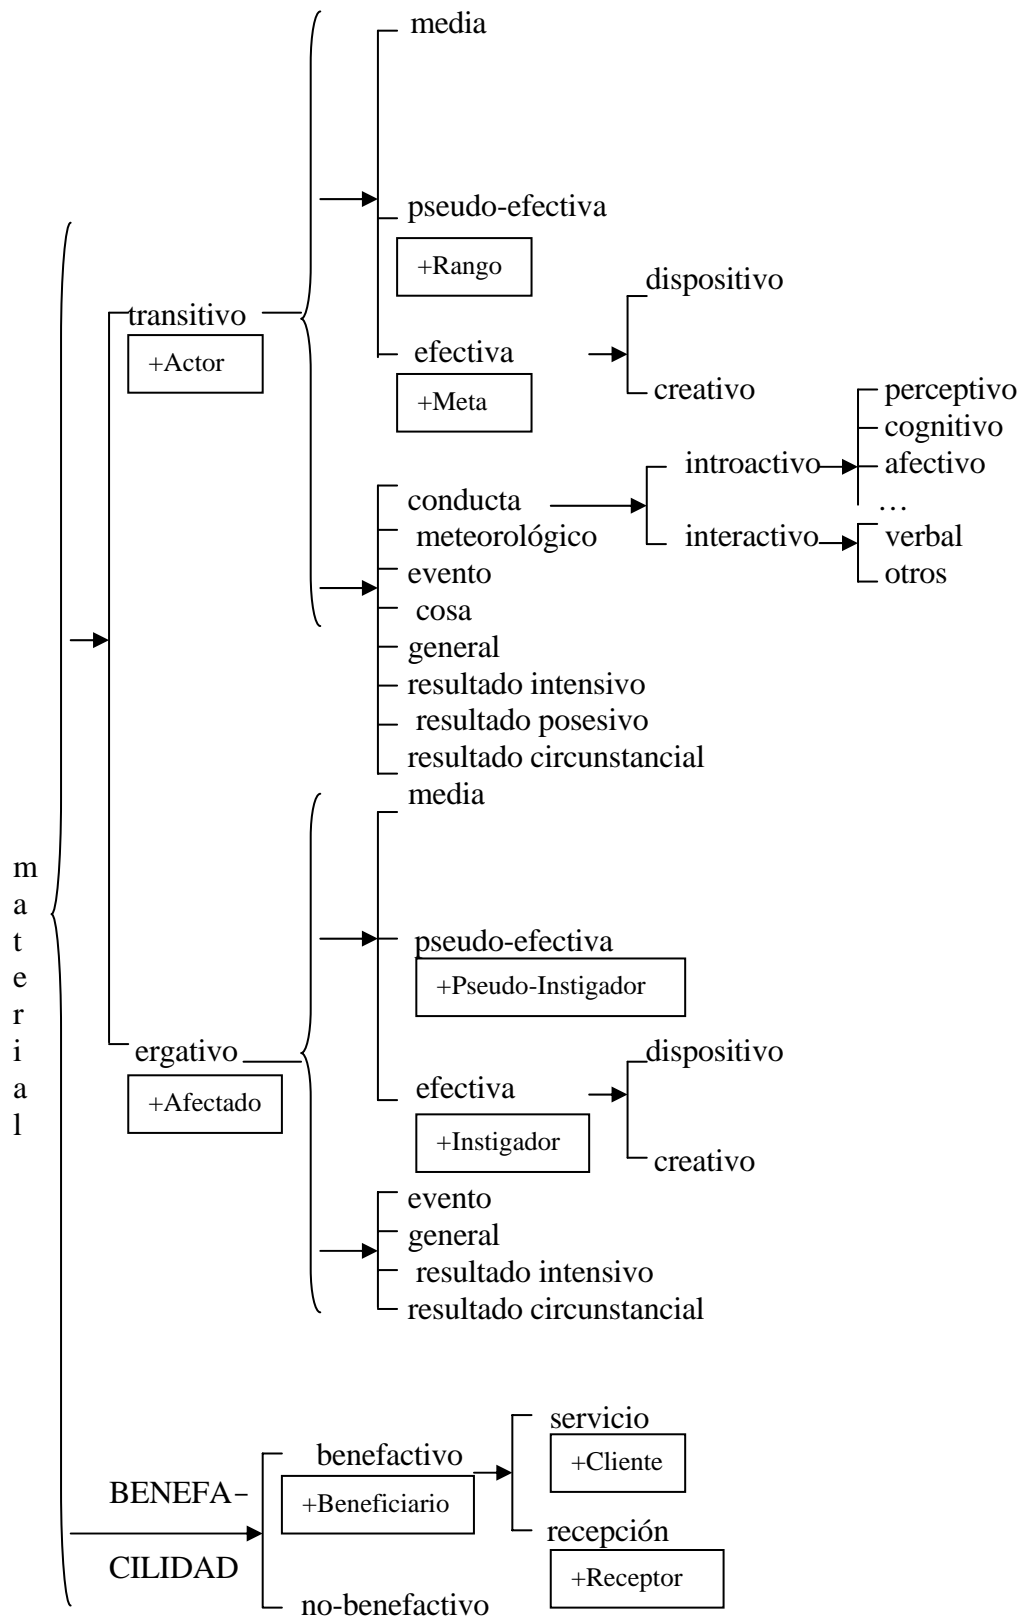 media
pseudo-efectiva
+Rango
dispositivo
transitivo
+Actor
efectiva
+Meta
creativo
perceptivo
cognitivo
introactivo
afectivo
…
conducta
meteorológico
interactivo
verbal
evento
otros
cosa
general
resultado intensivo
resultado posesivo
resultado circunstancial
media
material
pseudo-efectiva
+Pseudo-Instigador
ergativo
+Afectado
dispositivo
efectiva
+Instigador
creativo
evento
general
resultado intensivo
resultado circunstancial
servicio
+Cliente
benefactivo
+Beneficiario
BENEFA-
CILIDAD
recepción
+Receptor
no-benefactivo